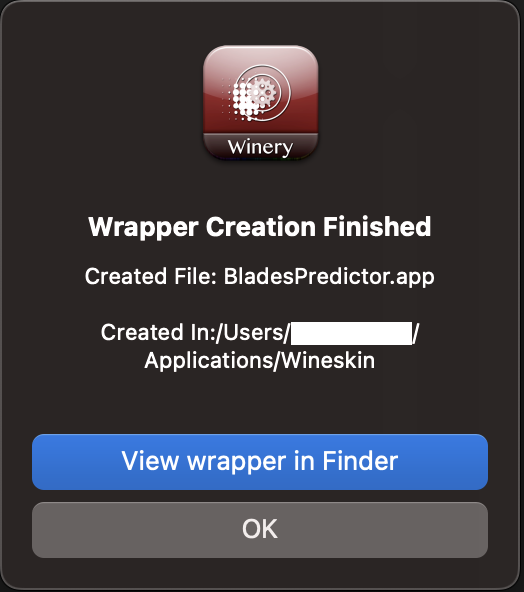 Winery
Wrapper Creation Finished
Created File: BladesPredictor.app
Created In:/Users/ /
Applications/Wineskin
View wrapper in Finder
OK